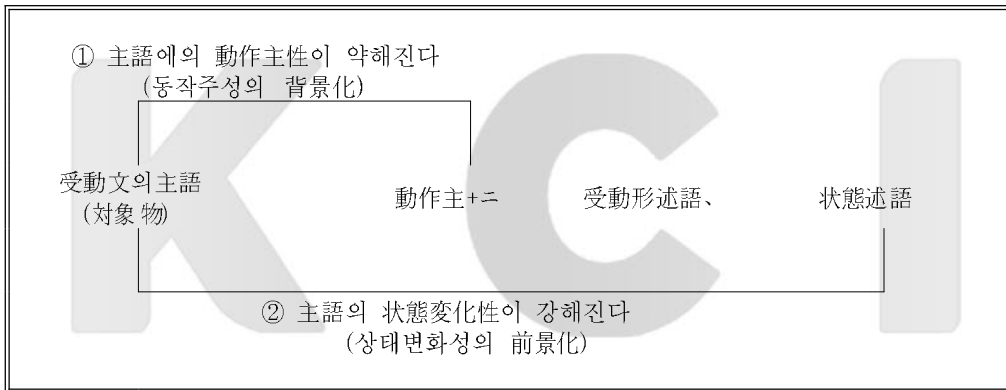 ① 主語에의 動作主性이 약해진다
(동작주성의 背景化)
受動文의主語 動作主+ニ 受動形述語、 状態述語
(対象物)
② 主語의 状態変化性이 강해진다
(상태변화성의 前景化)
KCI